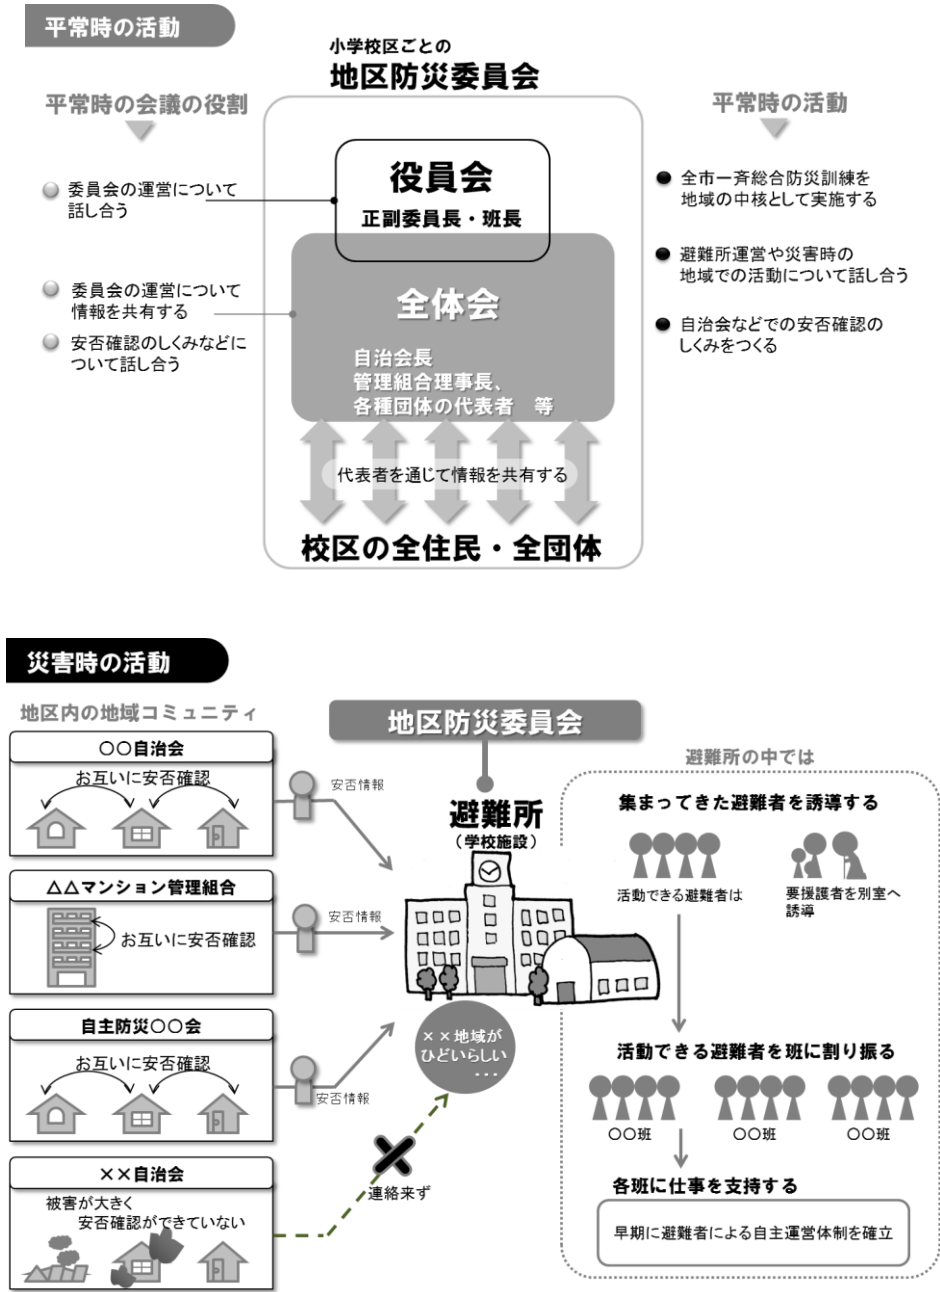 平常時の活動
小学校区ごとの
地区防災委員会
平常時の会議の役割
委員会の運営について
話し合う
委員会の運営について
情報を共有する
安否確認のしくみなどに
ついて話し合う
役員会
正副委員長・班長
全体会
自治会長
管理組合理事長、
各種団体の代表者　等
代表者を通じて情報を共有する
校区の全住民・全団体
平常時の活動
全市一斉総合防災訓練を
地域の中核として実施する
避難所運営や災害時の
地域での活動について話し合う
自治会などでの安否確認の
しくみをつくる
災害時の活動
地区内の地域コミュニティ
〇〇自治会
お互いに安否確認
△△マンション管理組合
お互いに安否確認
自主防災〇〇会
お互いに安否確認
××自治会
被害が大きく
安否確認ができていない
安否情報
安否情報
安否情報
連絡来ず
地区防災委員会
避難所
（学校施設）
××地域が
ひどいらしい
・・・
避難所の中では
集まってきた避難者を誘導する
活動できる避難者は
要援護者を別室へ
誘導
活動できる避難者を班に割り振る
〇〇班
〇〇班
〇〇班
各班に仕事を支持する
早期に避難者による自主運営体制を確立